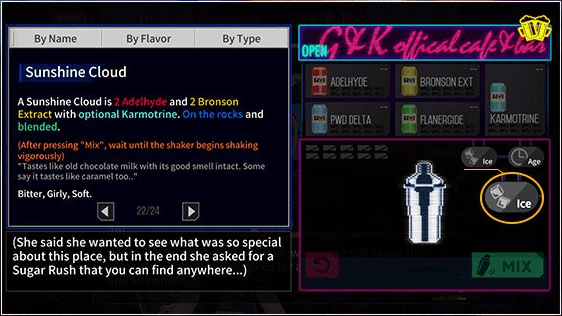 By Name By Flavor By Type
Sunshine Cloud
A Sunshine Cloud is 2 Adelhyde and 2 Bronson
Extract with optional Karmotrine. On the rocks and
blended.
(After pressing "Mix", wait until the shaker begins shaking
vigorously)
"Tastes like old chocolate milk with its good smell intact. Some
say it tastes like caramel too.."
Bitter, Girly, Soft.
22/24
(She said she wanted to see what was so special
about this place, but in the end she asked for a
Sugar Rush that you can find anywhere...)
OPEN G&K offical cafe & bar
ADELHYDE BRONSON EXT
PWD DELTA FLANERGIDE KARMOTRINE
Ice Age
Ice
MIX